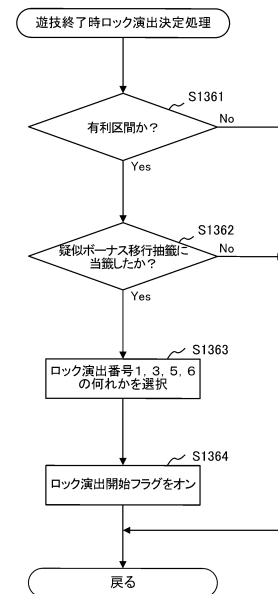 遊技終了時ロック演出決定処理
S1361
有利区間か？
No
Yes
S1362
疑似ボーナス移行抽籤に
当籤したか？
No
Yes
S1363
ロック演出番号1, 3, 5, 6
の何れかを選択
S1364
ロック演出開始フラグをオン
戻る